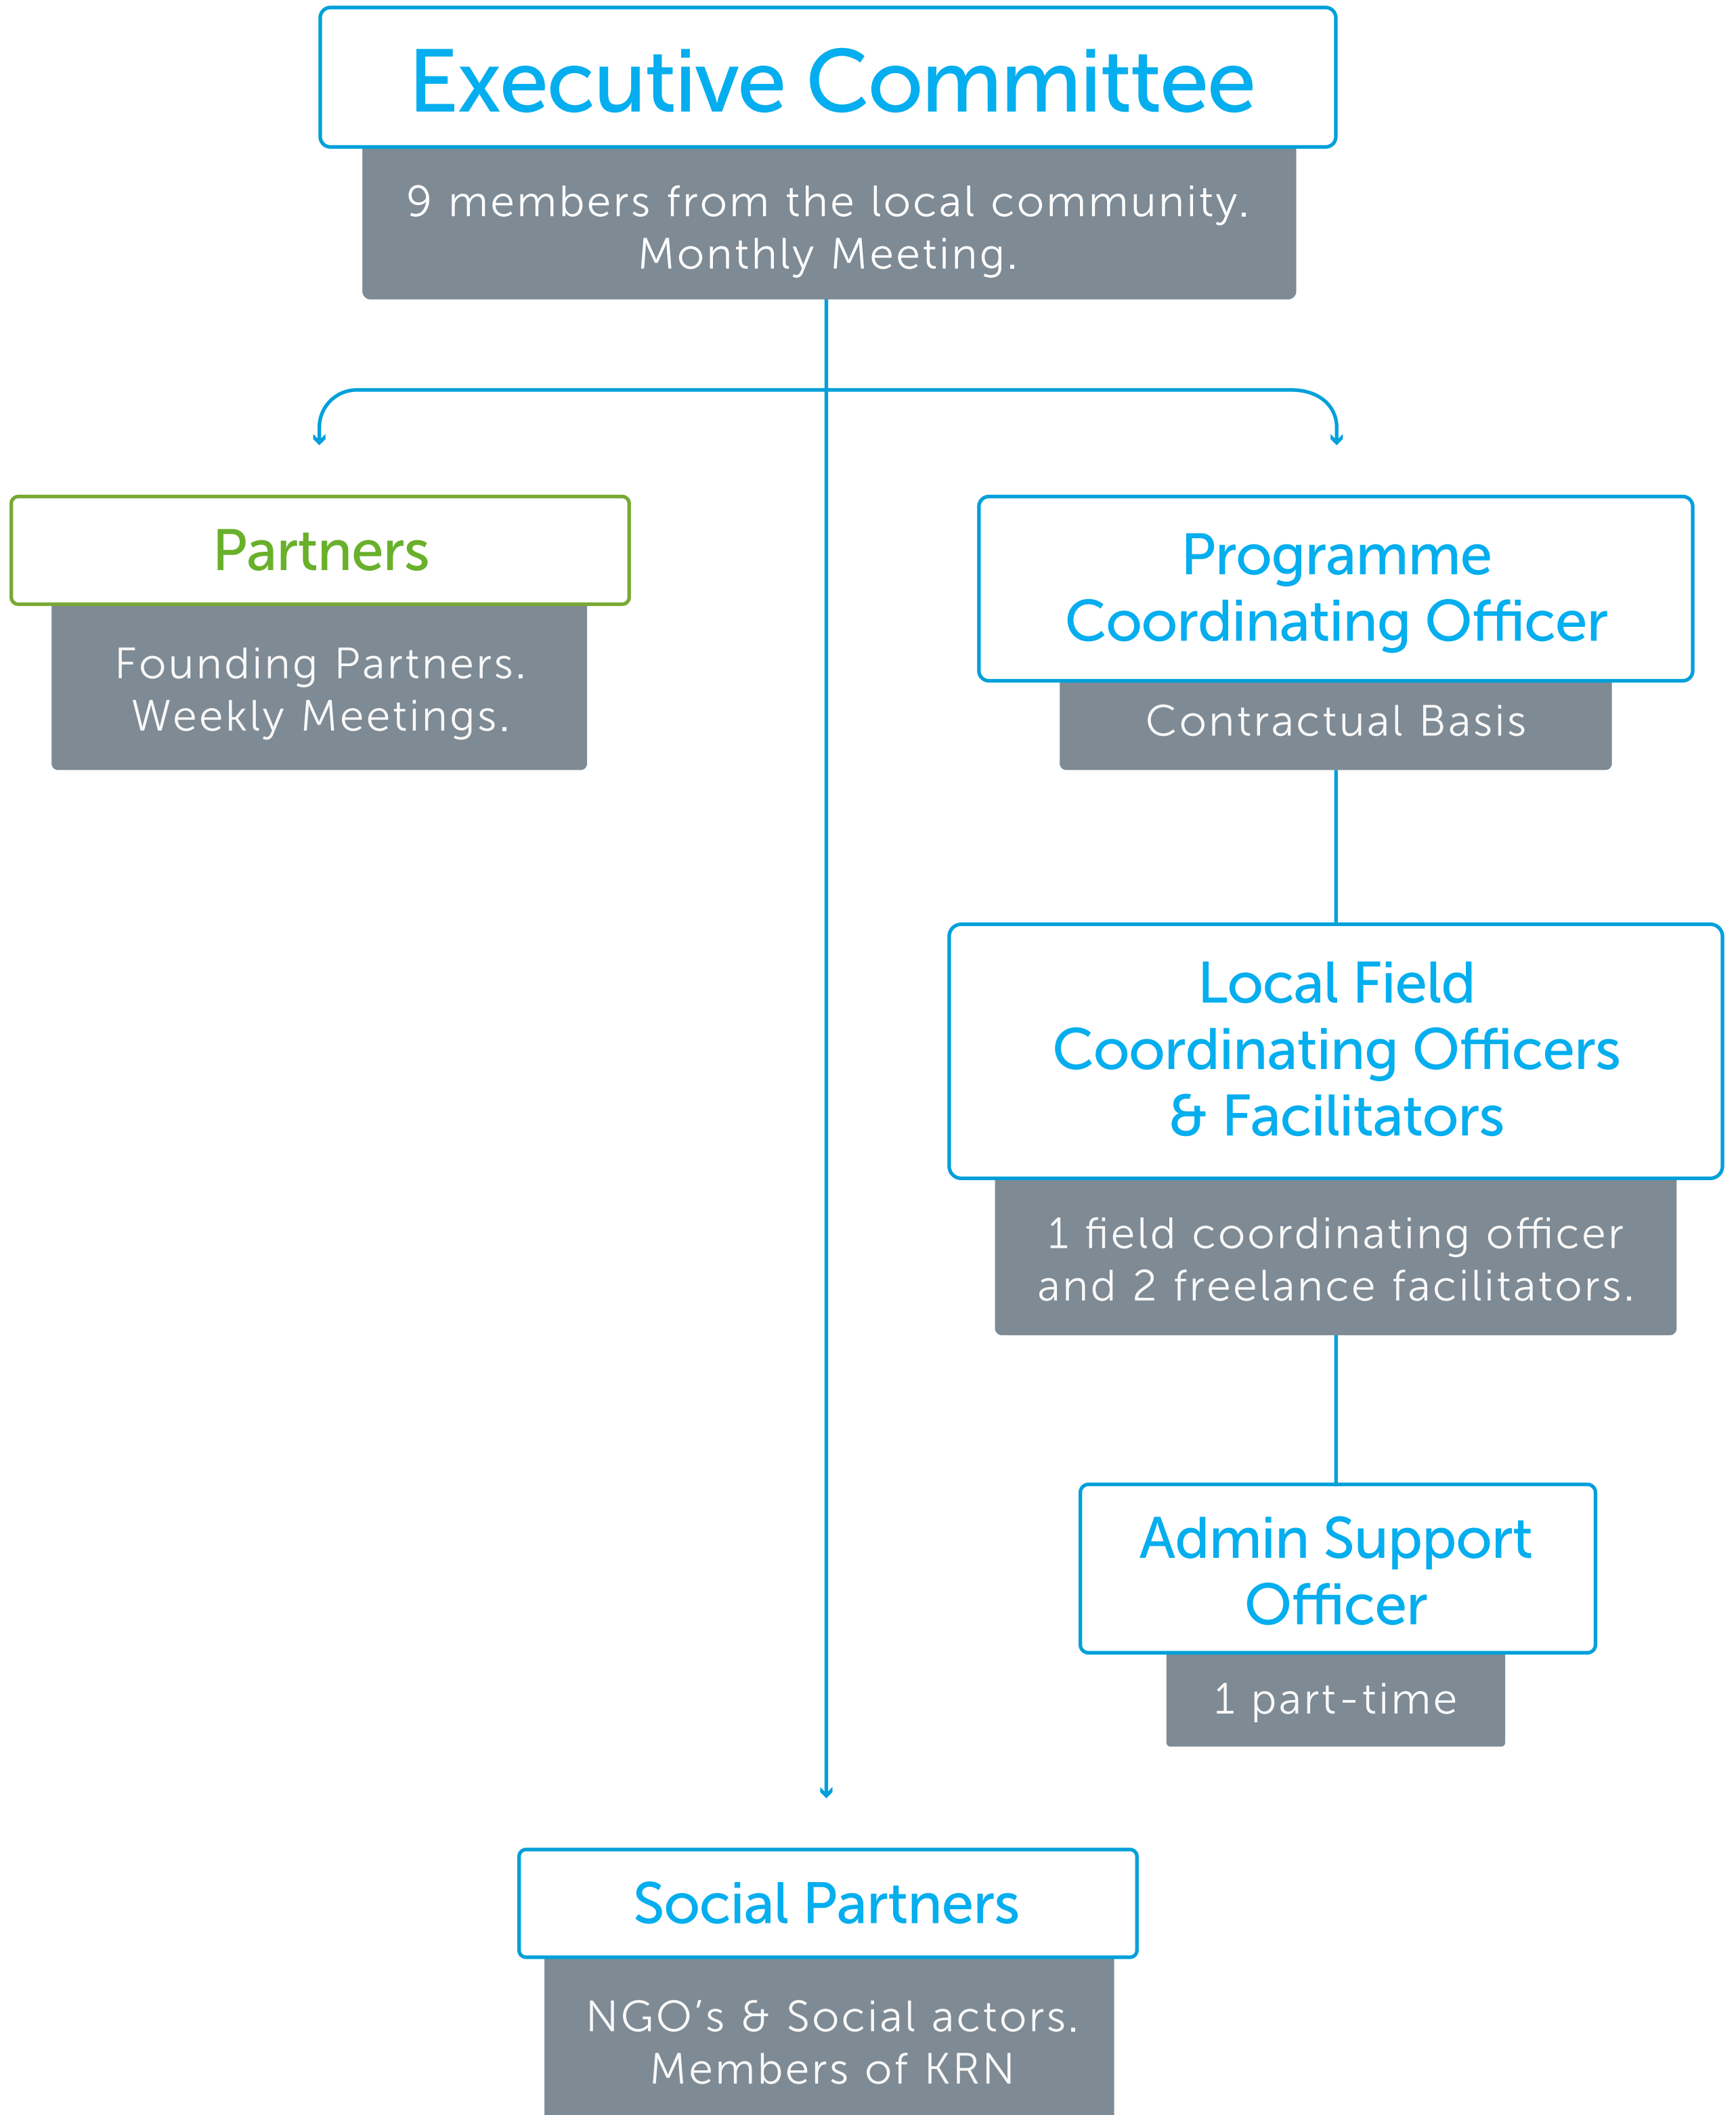 Executive Committee
9 members from the local community.
Monthly Meeting.
Partners
Founding Partners.
Weekly Meetings.
Programme
Coordinating Officer
Contractual Basis
Local Field
Coordinating Officers
& Facilitators
1 field coordinating officer
and 2 freelance facilitators.
Admin Support
Officer
1 part-time
Social Partners
NGO's & Social actors.
Members of KRN